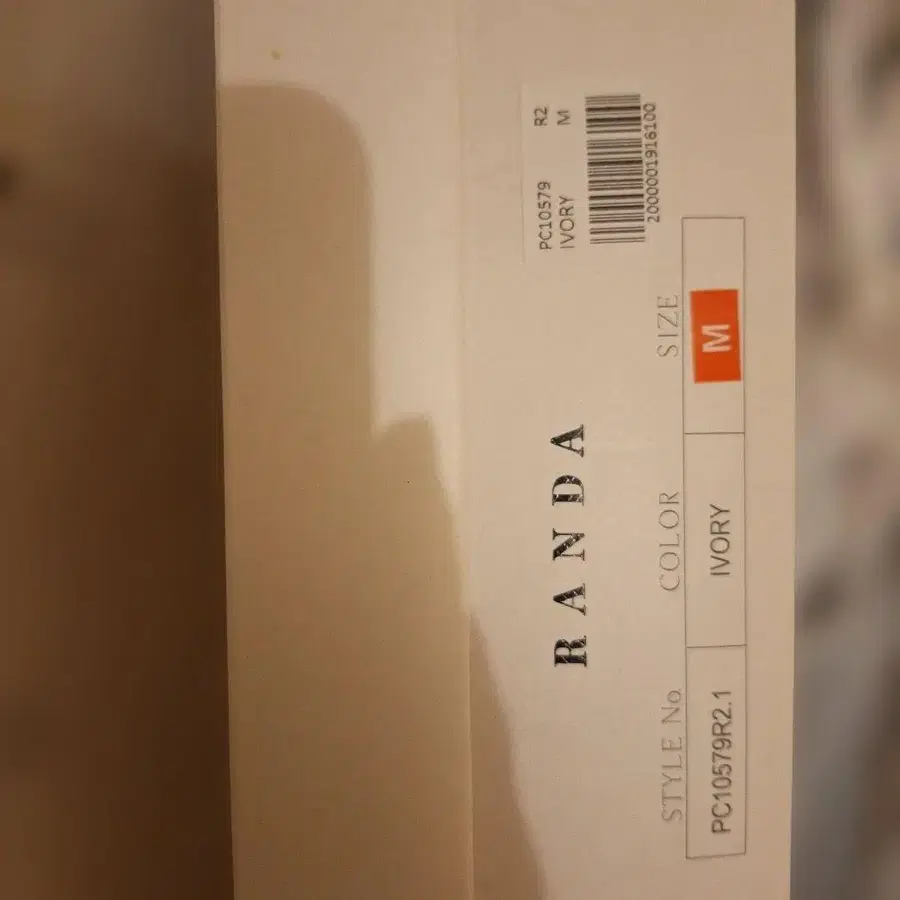 PC10579 R2
IVORY M
2000001916100
RANDA
STYLE No. COLOR SIZE
PC10579R2.1 IVORY M